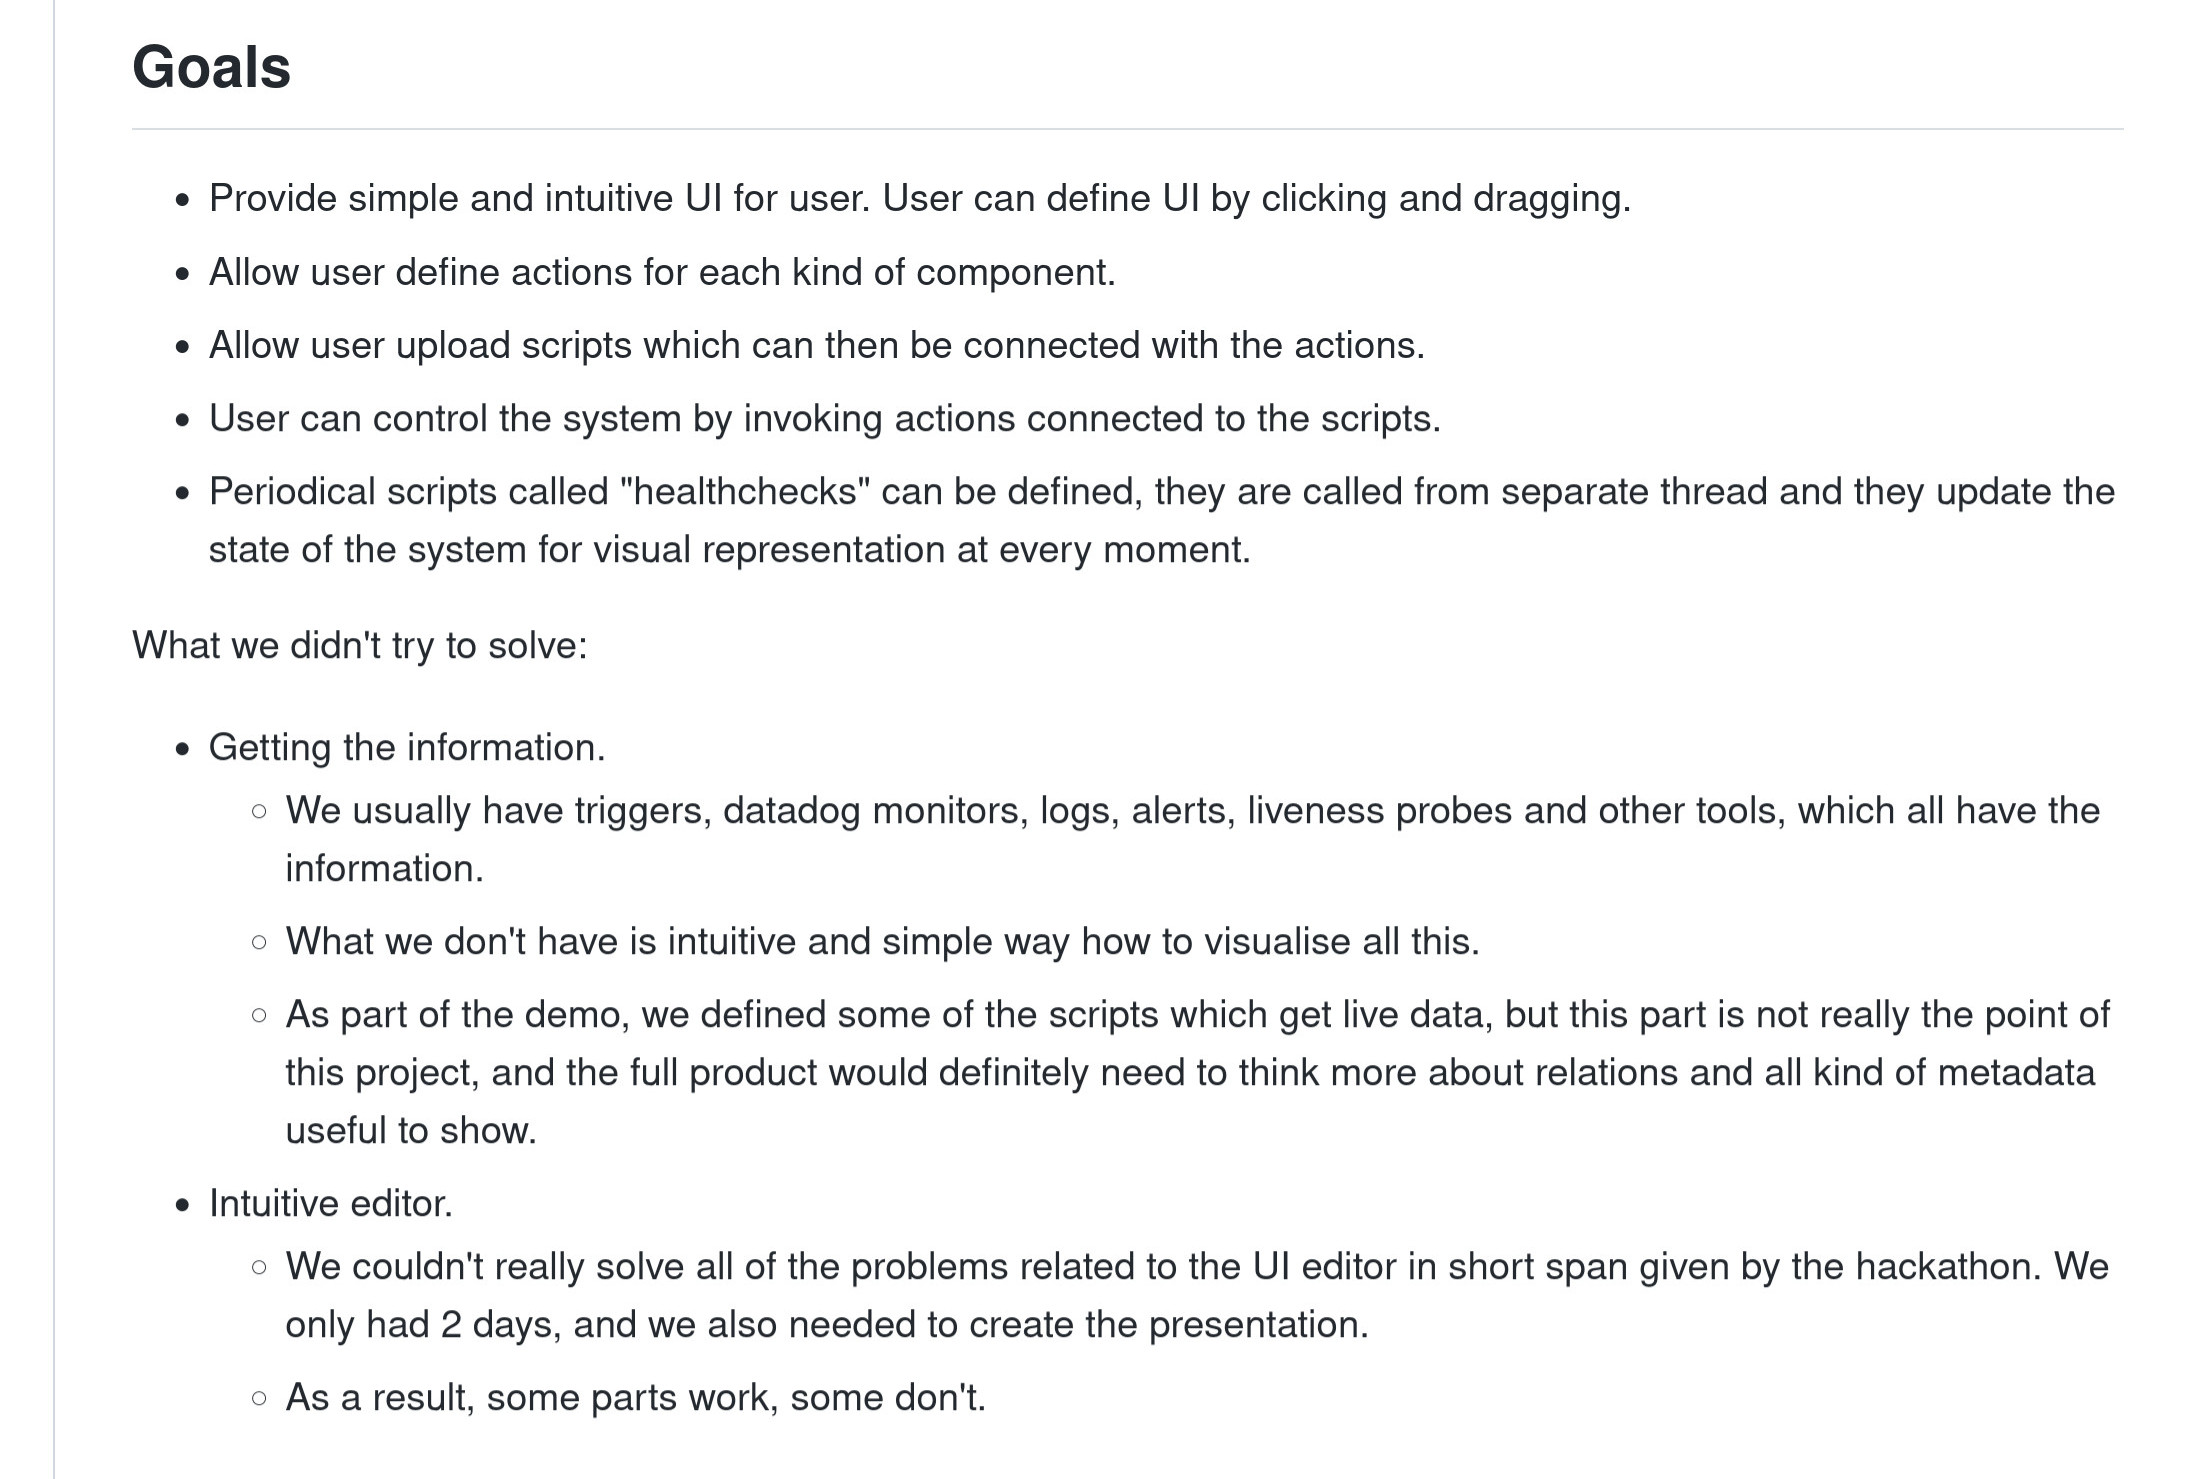 Goals
Provide simple and intuitive UI for user. User can define UI by clicking and dragging.
Allow user define actions for each kind of component.
Allow user upload scripts which can then be connected with the actions.
User can control the system by invoking actions connected to the scripts.
Periodical scripts called "healthchecks" can be defined, they are called from separate thread and they update the
state of the system for visual representation at every moment.
What we didn't try to solve:
Getting the information.
We usually have triggers, datadog monitors, logs, alerts, liveness probes and other tools, which all have the
information.
What we don't have is intuitive and simple way how to visualise all this.
As part of the demo, we defined some of the scripts which get live data, but this part is not really the point of
this project, and the full product would definitely need to think more about relations and all kind of metadata
useful to show.
Intuitive editor.
We couldn't really solve all of the problems related to the UI editor in short span given by the hackathon. We
only had 2 days, and we also needed to create the presentation.
As a result, some parts work, some don't.